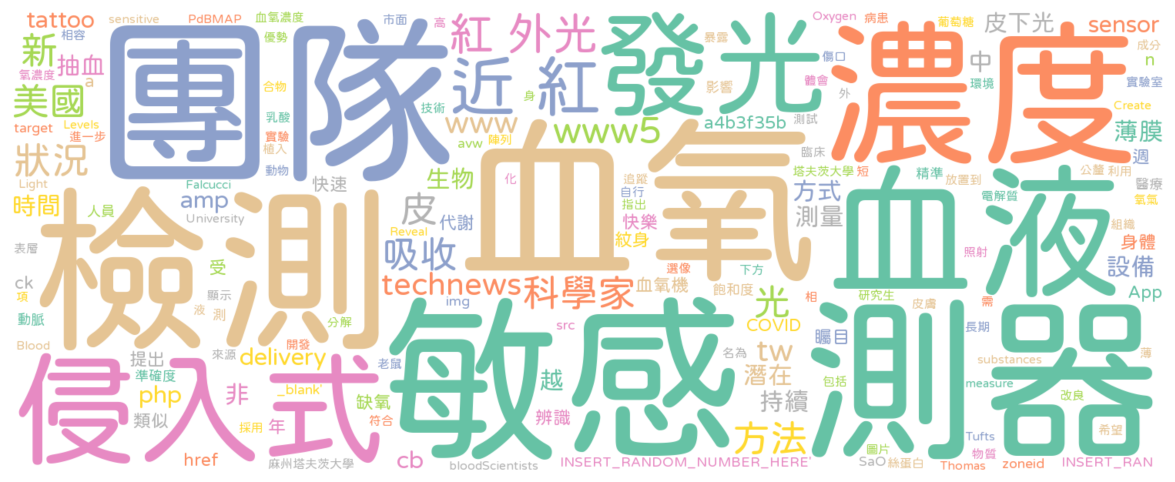 tattoo
sensitive
PdBMAP
血氧濃度
市面
高
Oxygen
病患
葡萄糖
皮下光
sensor
相容
優勢
團隊
紅外光
發光
暴露
傷口
濃度
中
成分
n
新
抽血
氧濃度
a
合物
近紅
影響
體會
環境
實驗室
美國
外
Create
target
Levels
進一步
乳酸
實驗
技術
身
www
www5
a4b3f35b
測試
薄膜
狀況
植入
avw
陣列
血氧
臨床
週
Light
動物
化
追蹤
塔夫茨大學
短
精準
公釐
利用
檢測
Falcucci
快速
生物
自行
方式
放置到
電解質
醫療
時間
人員
amp
皮
代謝
指出
快樂
測量
血液
氧氣
University
Reveal
紋身
組織
表層
受
吸收
選像
下方
照射
身體
ck
項
顯示
technews
科學家
血氧機
飽和度
光
相
研究生
需
設備
動脈
液
測
分解
img
皮膚
App
Blood
來源
開發
敏感
src
COVID
矚目
測器
長期
侵入式
提出
delivery
老鼠
名為
tw
substances
薄
準確度
非
_blank'
越
潛在
包括
measure
php
缺氧
持續
改良
類似
採用
年
符合
辨識
方法
圖片
Tufts
希望
href
麻州塔夫茨大學
cb
bloodScientists
INSERT_RANDOM_NUMBER_HERE'
SaO
絲蛋白
Thomas
物質
zoneid
INSERT_RAN